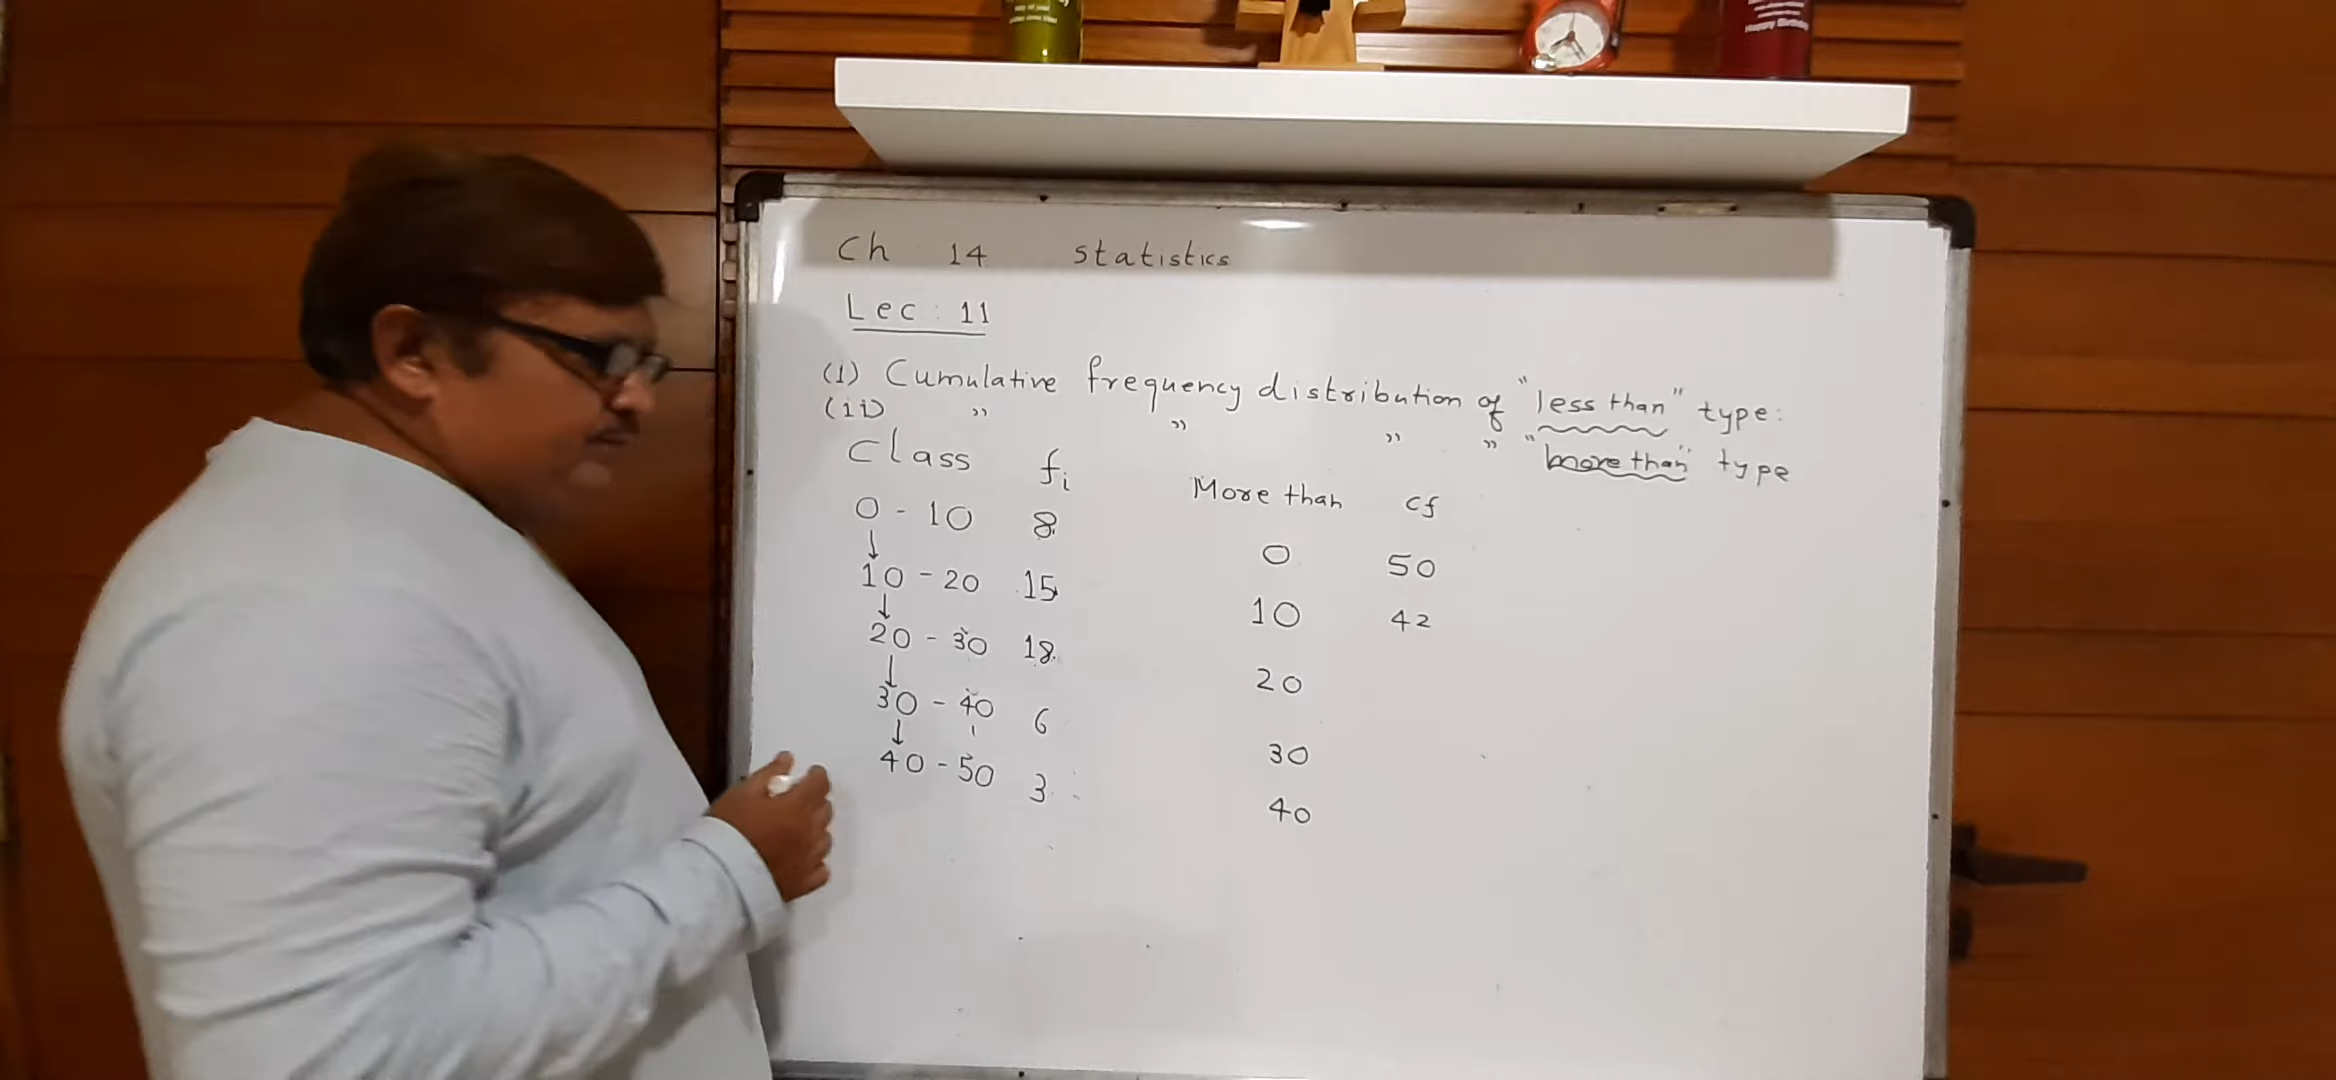 Happy Birthday
Ch 14 statistics
Lec : 11
(i) Cumulative frequency distribution of "less than" type:
(ii) " " " " "more than" type
Class fi More than cf
0 - 10 8 0 50
10 - 20 15 10 42
20 - 30 18 20
30 - 40 6 30
40 - 50 3 40